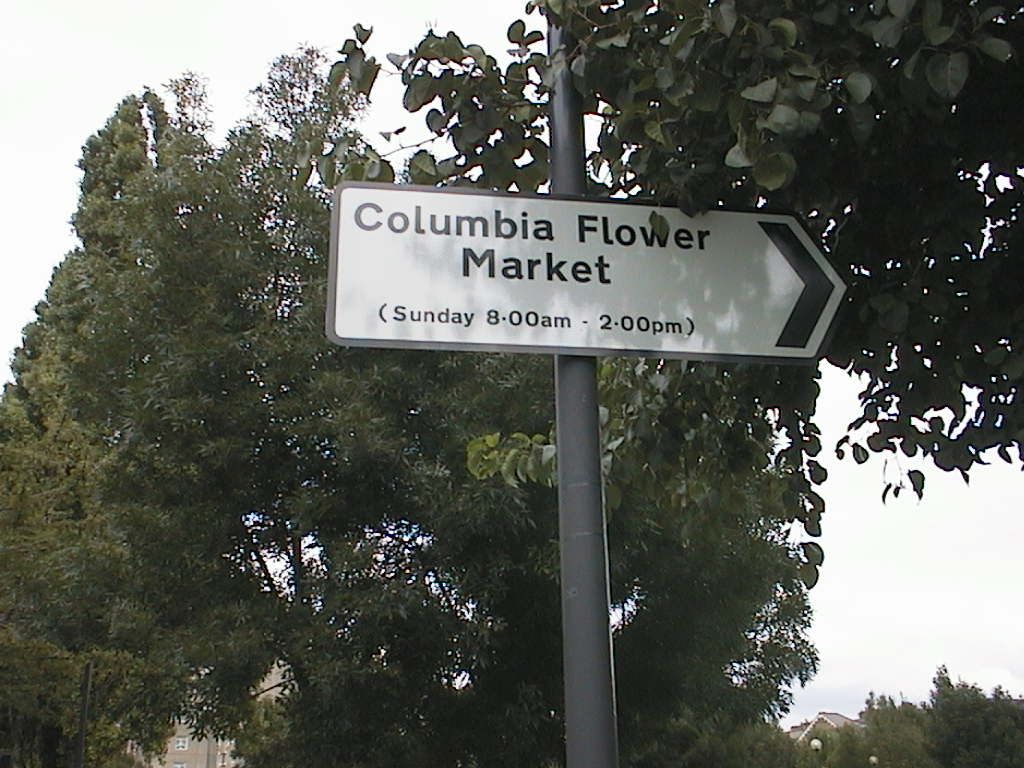 Columbia Flower
Market
(Sunday 8·00am - 2·00pm)